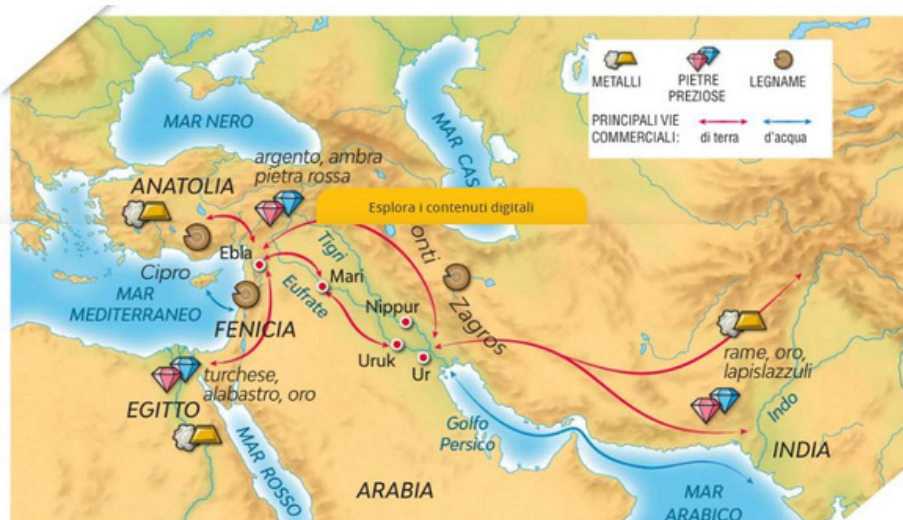 METALLI
PIETRE
PREZIOSE
LEGNAME
PRINCIPALI VIE
COMMERCIALI:
di terra
d'acqua
MAR NERO
MAR CAS
argento, ambra
pietra rossa
ANATOLIA
Esplora i contenuti digitali
Ebla
Tigri
onti
Zagros
Cipro
Mari
Eufrate
MAR
MEDITERRANEO
Nippur
FENICIA
Uruk
Ur
rame, oro,
lapislazzuli
turchese,
alabastro, oro
EGITTO
Golfo
Persico
Indo
INDIA
MAR ROSSO
ARABIA
MAR
ARABICO